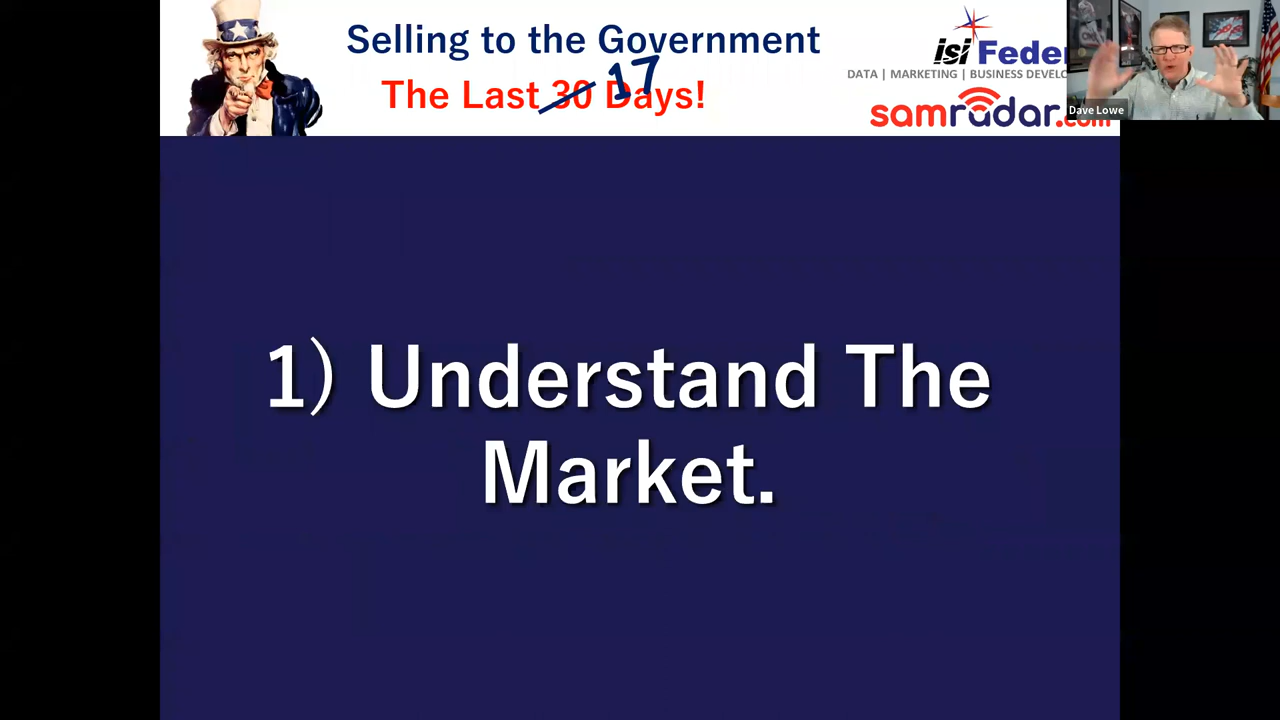 Selling to the Government
17
The Last 30 Days!
isi Feder
DATA | MARKETING | BUSINESS DEVELO
samradar.com
Dave Lowe
1) Understand The
Market.